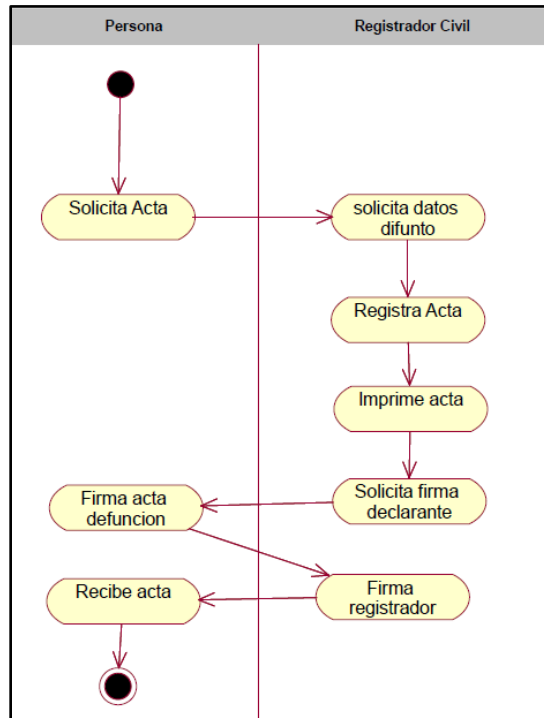 Persona
Registrador Civil
Solicita Acta
solicita datos
difunto
Registra Acta
Imprime acta
Solicita firma
declarante
Firma acta
defuncion
Firma
registrador
Recibe acta